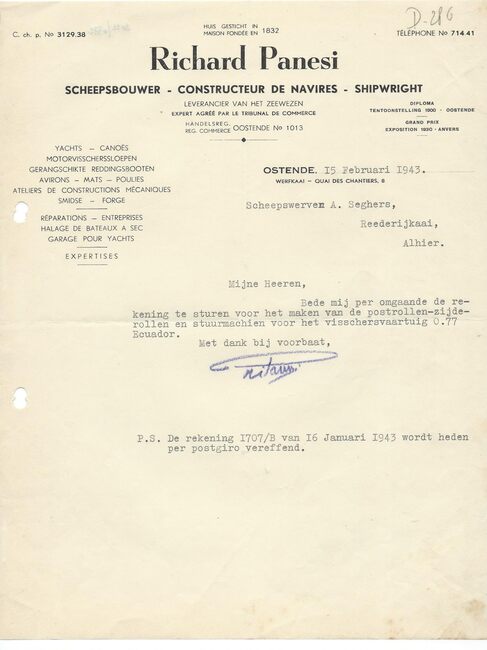 D-286
C. ch. p. No 3129.38
HUIS GESTICHT IN
MAISON FONDÉE EN 1832
TÉLÉPHONE No 714.41
Richard Panesi
SCHEEPSBOUWER - CONSTRUCTEUR DE NAVIRES - SHIPWRIGHT
LEVERANCIER VAN HET ZEEWEZEN
EXPERT AGRÉÉ PAR LE TRIBUNAL DE COMMERCE
HANDELSREG.
REG. COMMERCE OOSTENDE No 1013
DIPLOMA
TENTOONSTELLING 1900 - OOSTENDE
GRAND PRIX
EXPOSITION 1930 - ANVERS
YACHTS - CANOËS
MOTORVISSCHERSSLOEPEN
GERANGSCHIKTE REDDINGSBOOTEN
AVIRONS - MATS - POULIES
ATELIERS DE CONSTRUCTIONS MÉCANIQUES
SMIDSE - FORGE
RÉPARATIONS - ENTREPRISES
HALAGE DE BATEAUX A SEC
GARAGE POUR YACHTS
EXPERTISES
OSTENDE. 15 Februari 1943.
WERFKAAI - QUAI DES CHANTIERS, 8
Scheepswerven A. Seghers,
Reederijkaai,
Alhier.
Mijne Heeren,
Bede mij per omgaande de re-
kening te sturen voor het maken van de postrollen-zijde-
rollen en stuurmachien voor het visschersvaartuig 0.77
Ecuador.
Met dank bij voorbaat,
P.S. De rekening 1707/B van 16 Januari 1943 wordt heden
per postgiro vereffend.